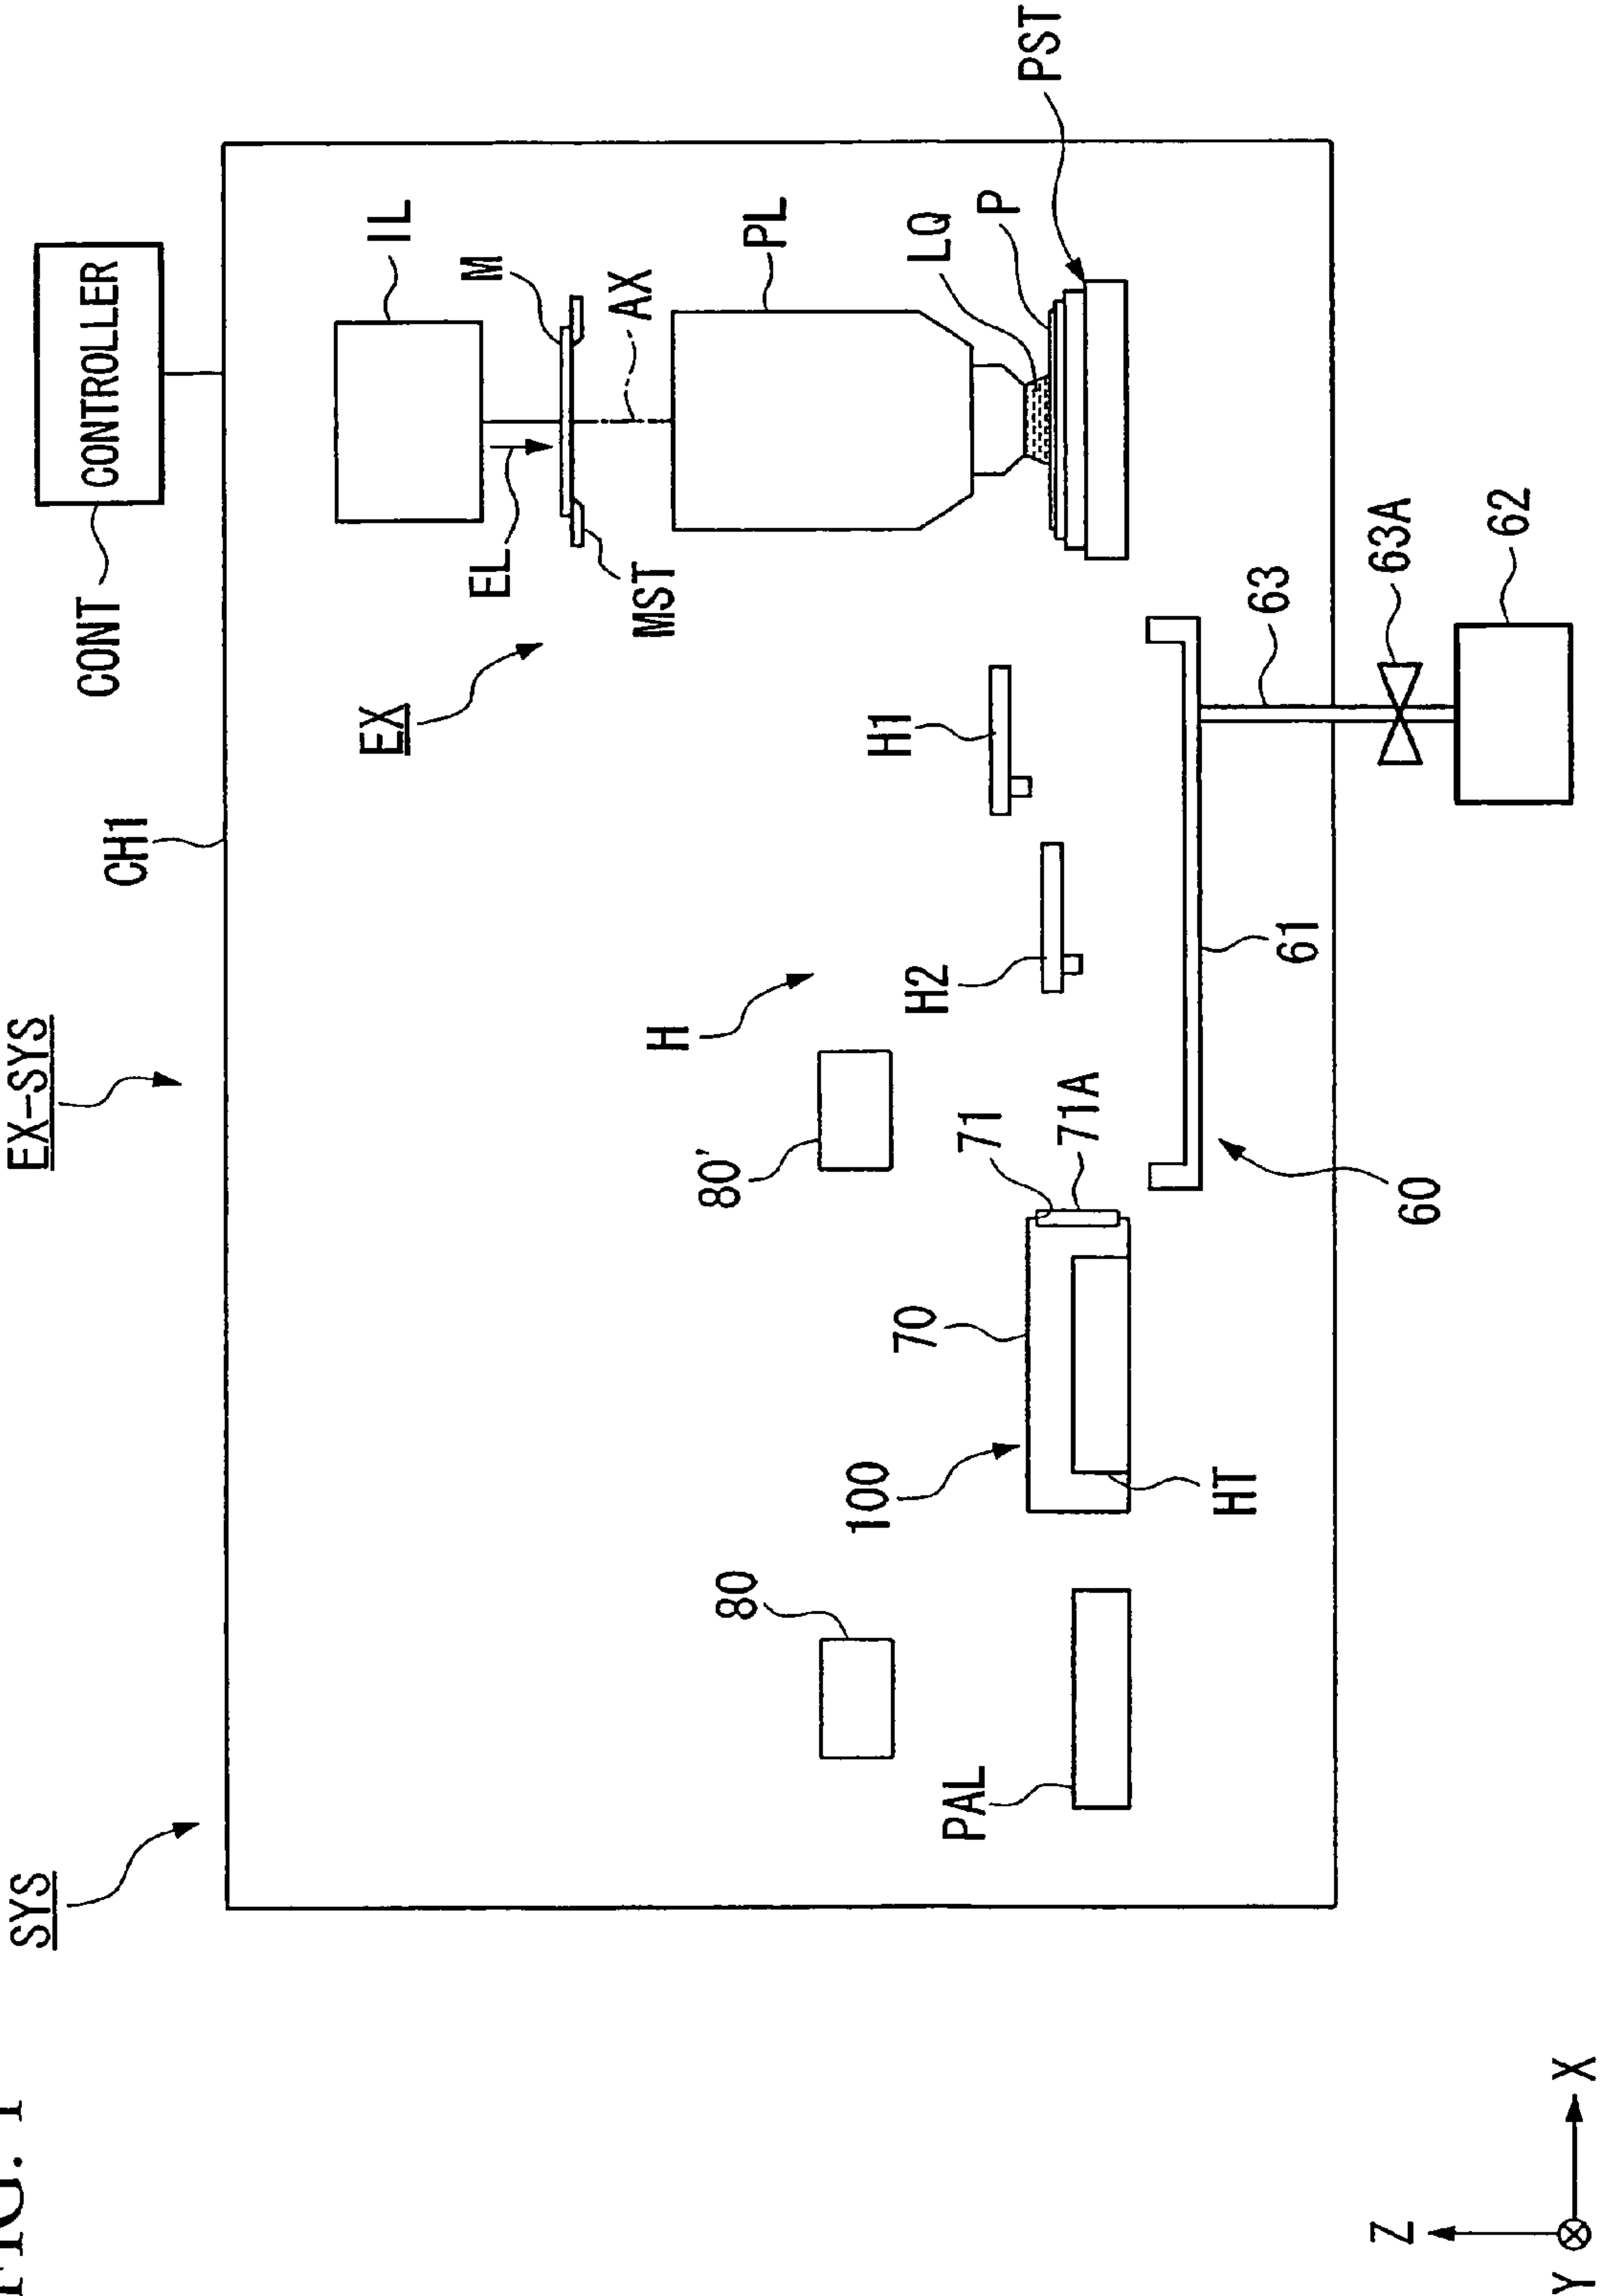 FIG. 1
SYS
EX-SYS
CONT
CONTROLLER
CH1
IL
M
EL
AX
MST
EX
PL
LQ
P
PST
H
H1
H2
80
80'
70
71
71A
100
HT
PAL
60
61
63
63A
62
Z
Y
X